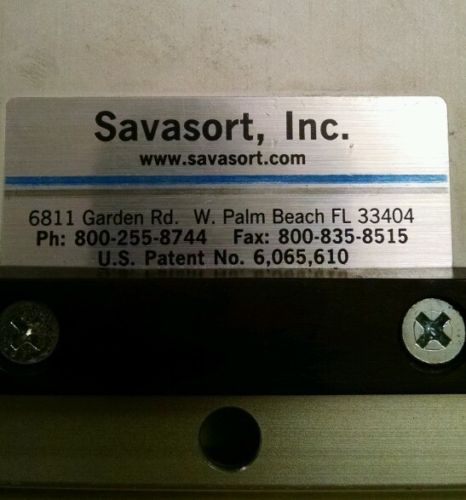 Savasort, Inc.
www.savasort.com
6811 Garden Rd. W. Palm Beach FL 33404
Ph: 800-255-8744 Fax: 800-835-8515
U.S. Patent No. 6,065,610